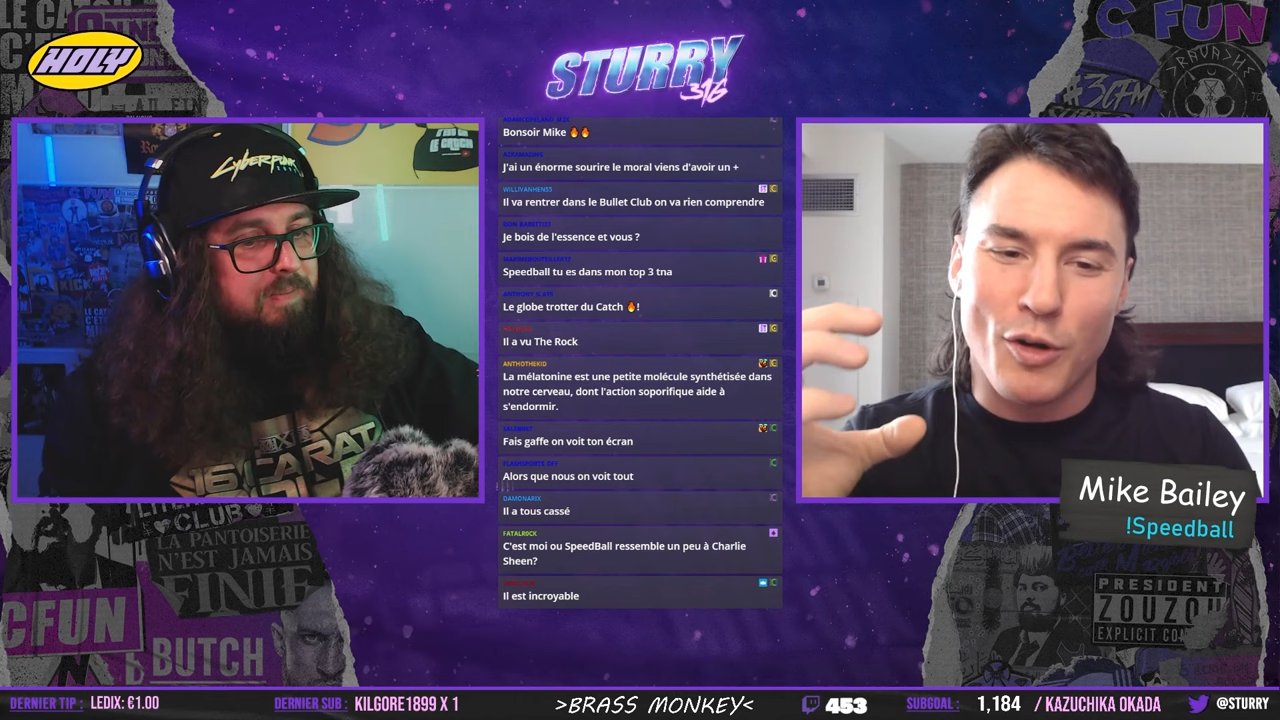 HOLY
STURRY
316
C FUN
#3CFM
CYBERPUNK
16 CARAT
Bonsoir Mike 🔥🔥
J'ai un énorme sourire le moral viens d'avoir un +
WILLIVANHENSS
Il va rentrer dans le Bullet Club on va rien comprendre
Je bois de l'essence et vous ?
Speedball tu es dans mon top 3 tna
Le globe trotter du Catch 🔥!
Il a vu The Rock
ANTHOTHEKID
La mélatonine est une petite molécule synthétisée dans
notre cerveau, dont l'action soporifique aide à
s'endormir.
Fais gaffe on voit ton écran
Alors que nous on voit tout
DAMONARIX
Il a tous cassé
FATALR0CK
C'est moi ou SpeedBall ressemble un peu à Charlie
Sheen?
Il est incroyable
Mike Bailey
!Speedball
CLUB
LA PANTOISERIE
N'EST JAMAIS
FINIE
CFUN
BUTCH
PRESIDENT
ZOUZOU
EXPLICIT
DERNIER TIP : LEDIX: €1.00
DERNIER SUB : KILGORE1899 X 1
>BRASS MONKEY<
453
SUBGOAL : 1,184 / KAZUCHIKA OKADA
@STURRY